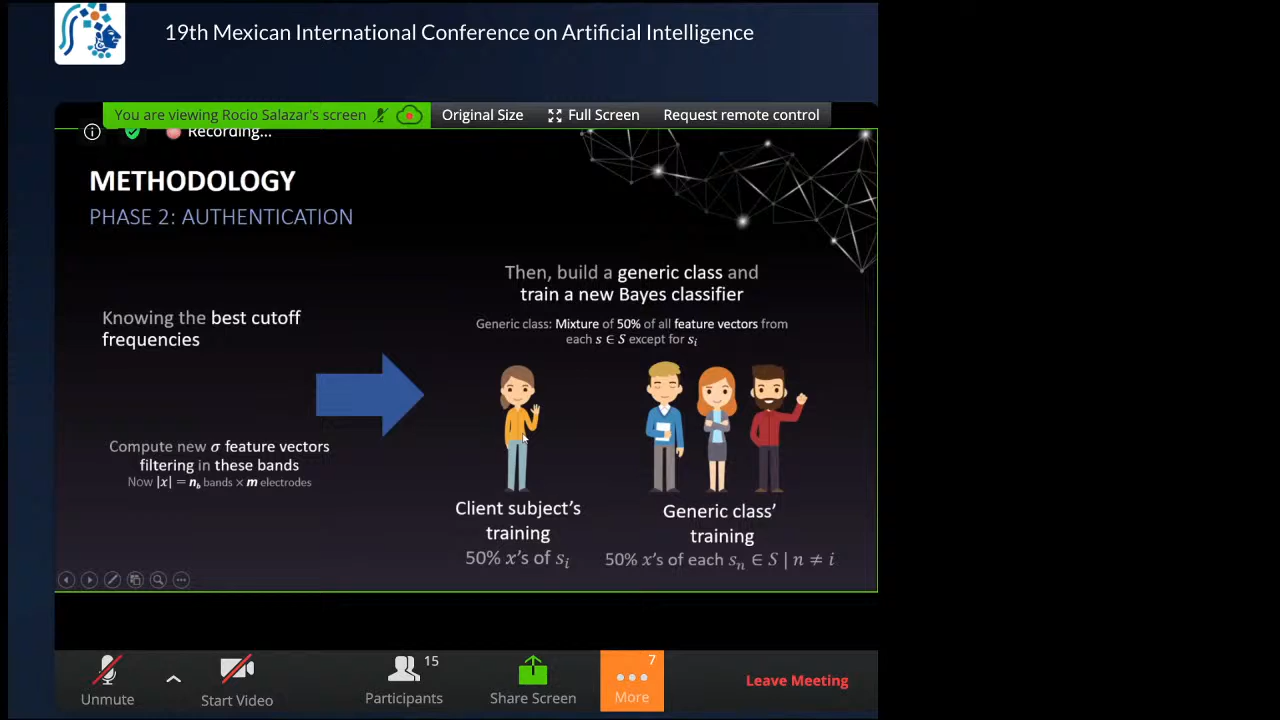 19th Mexican International Conference on Artificial Intelligence
You are viewing Rocio Salazar's screen
Original Size
Full Screen
Request remote control
Recording...
METHODOLOGY
PHASE 2: AUTHENTICATION
Then, build a generic class and
train a new Bayes classifier
Generic class: Mixture of 50% of all feature vectors from
each s ∈ S except for sᵢ
Knowing the best cutoff
frequencies
Compute new σ feature vectors
filtering in these bands
Now |x| = n_b bands × m electrodes
Client subject's
training
50% x's of sᵢ
Generic class'
training
50% x's of each sₙ ∈ S | n ≠ i
Unmute
Start Video
15
Participants
Share Screen
7
More
Leave Meeting